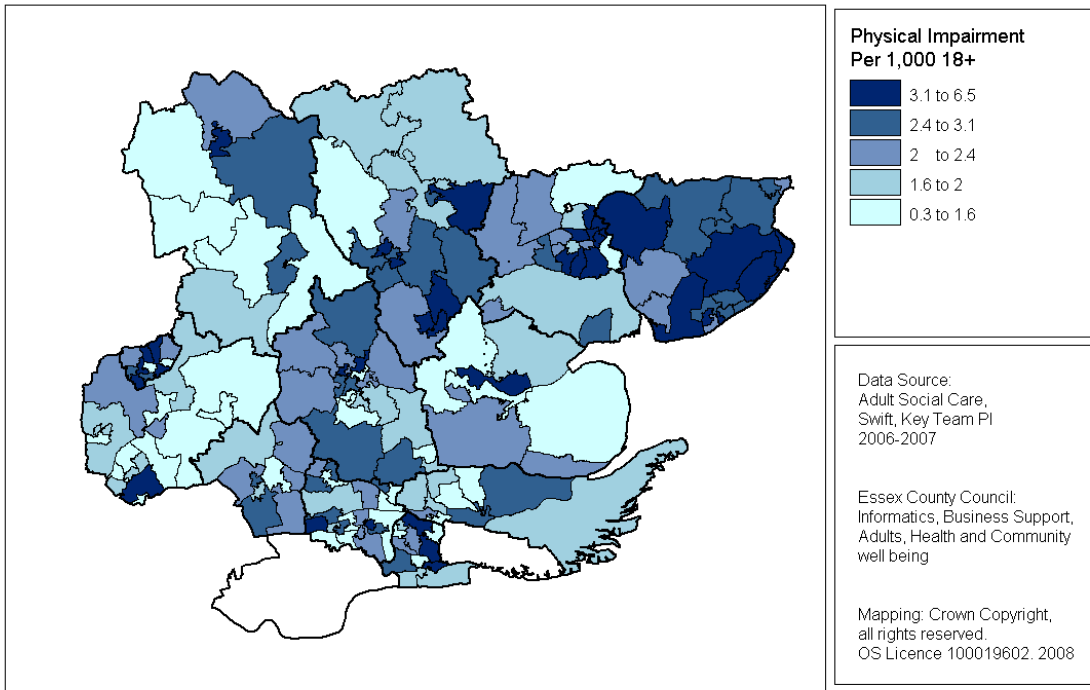 Physical Impairment
Per 1,000 18+
3.1 to 6.5
2.4 to 3.1
2 to 2.4
1.6 to 2
0.3 to 1.6
Data Source:
Adult Social Care,
Swift, Key Team PI
2006-2007
Essex County Council:
Informatics, Business Support,
Adults, Health and Community
well being
Mapping: Crown Copyright,
all rights reserved.
OS Licence 100019602. 2008